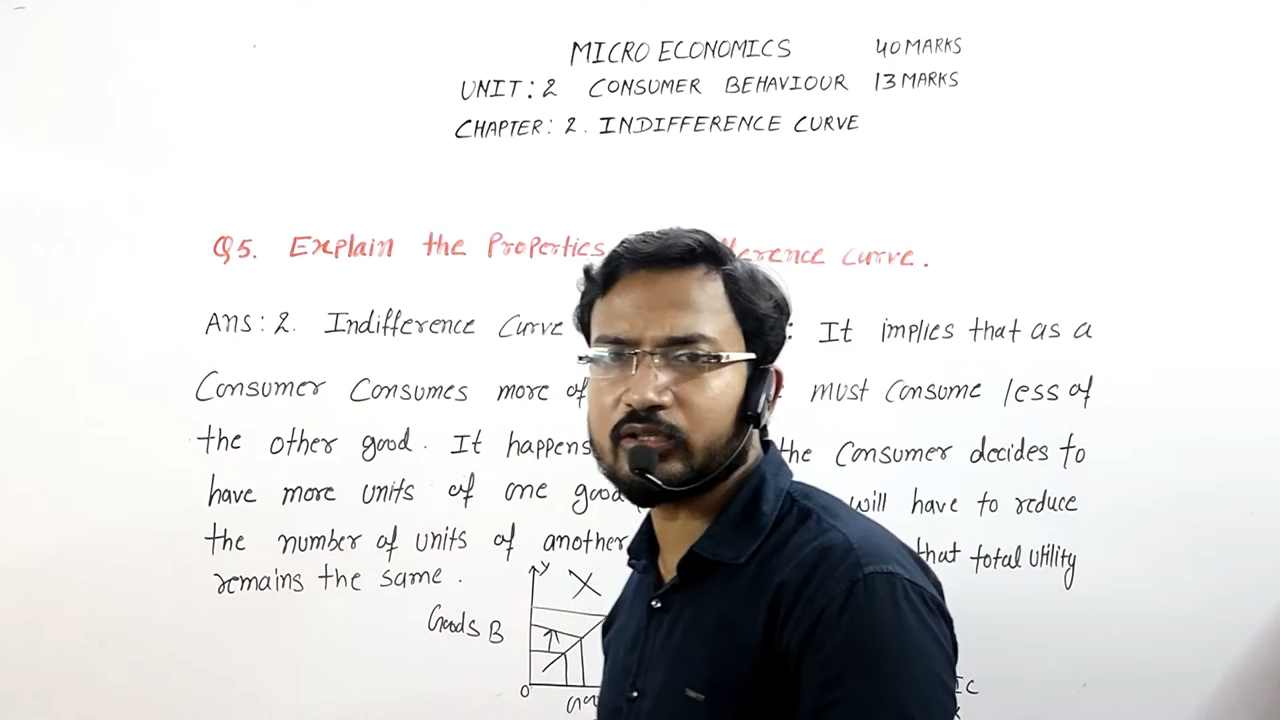 MICRO ECONOMICS 40 MARKS
UNIT: 2 CONSUMER BEHAVIOUR 13 MARKS
CHAPTER: 2. INDIFFERENCE CURVE
Q5. Explain the Properties curve.
Ans: 2. Indifference Curve : It implies that as a
Consumer Consumes more of must consume less of
the other good. It happens the Consumer decides to
have more units of one good will have to reduce
the number of units of another that total utility
remains the same.
Y X
Goods B
O